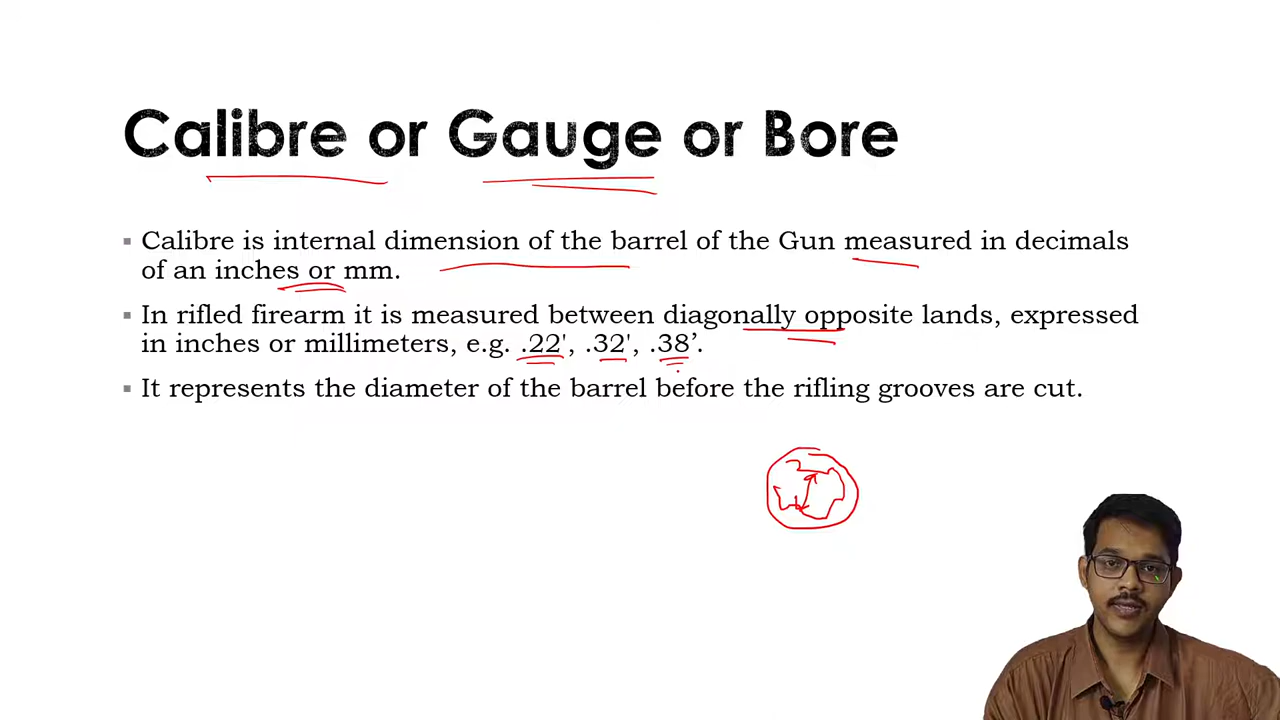 Calibre or Gauge or Bore
▪ Calibre is internal dimension of the barrel of the Gun measured in decimals
of an inches or mm.
▪ In rifled firearm it is measured between diagonally opposite lands, expressed
in inches or millimeters, e.g. .22', .32', .38’.
▪ It represents the diameter of the barrel before the rifling grooves are cut.